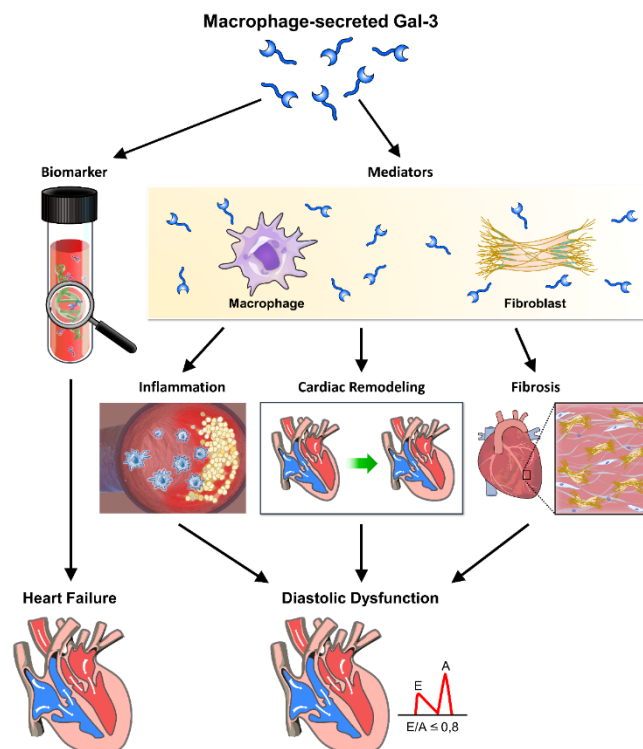 Macrophage-secreted Gal-3
Biomarker
Mediators
Macrophage
Fibroblast
Inflammation
Cardiac Remodeling
Fibrosis
Heart Failure
Diastolic Dysfunction
A
E
E/A ≤ 0,8